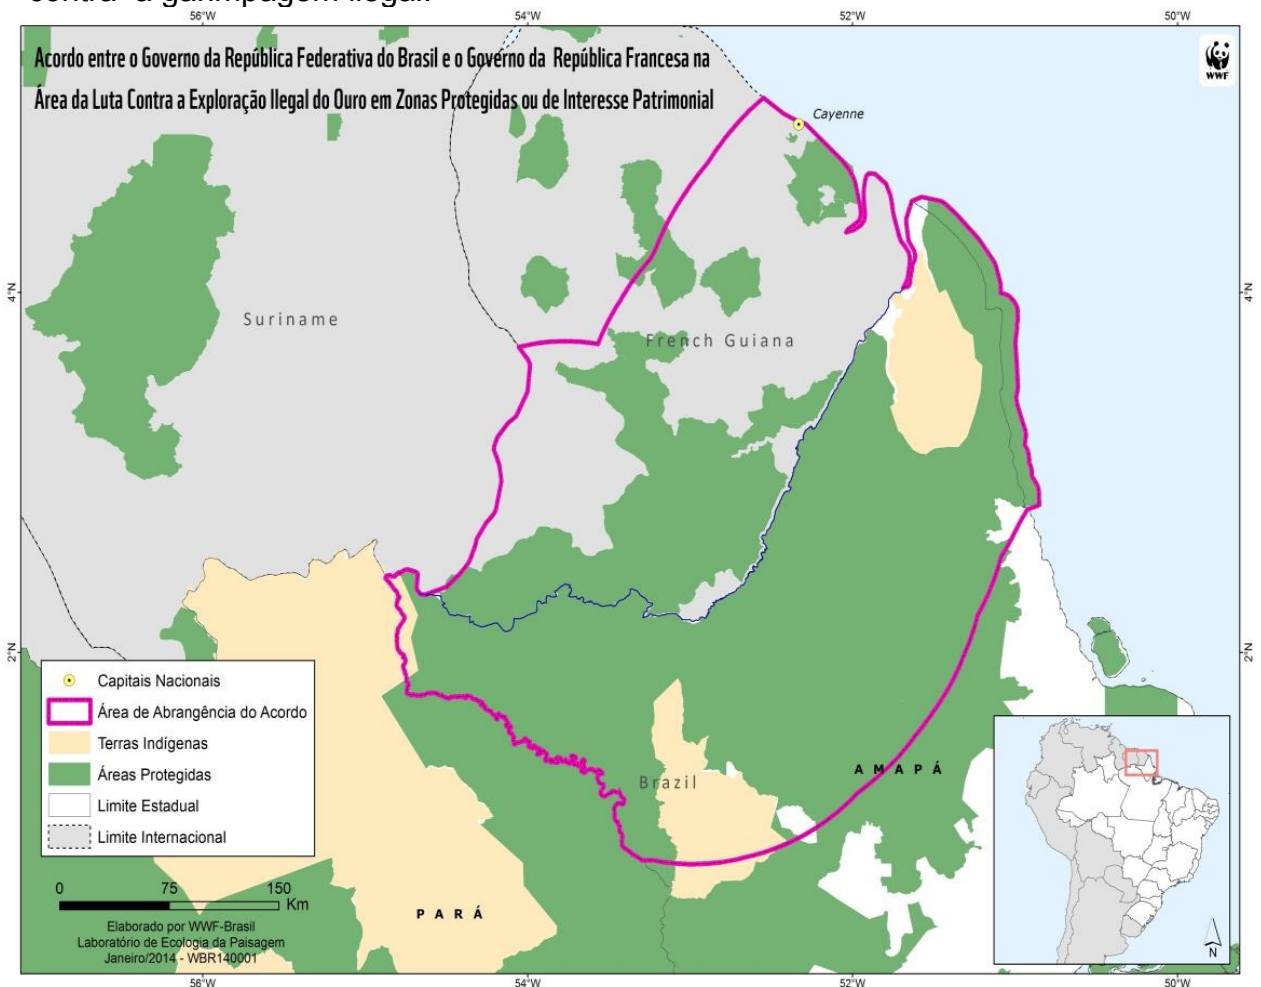 contra a garimpagem ilegal.
56°W
54°W
52°W
50°W
Acordo entre o Governo da República Federativa do Brasil e o Governo da República Francesa na
Área da Luta Contra a Exploração Ilegal do Ouro em Zonas Protegidas ou de Interesse Patrimonial
WWF
Cayenne
4°N
4°N
Suriname
French Guiana
2°N
2°N
Capitais Nacionais
Área de Abrangência do Acordo
Terras Indígenas
Áreas Protegidas
Limite Estadual
Limite Internacional
Brazil
AMAPÁ
PARÁ
0 75 150
Km
Elaborado por WWF-Brasil
Laboratório de Ecologia da Paisagem
Janeiro/2014 - WBR140001
N
56°W
54°W
52°W
50°W